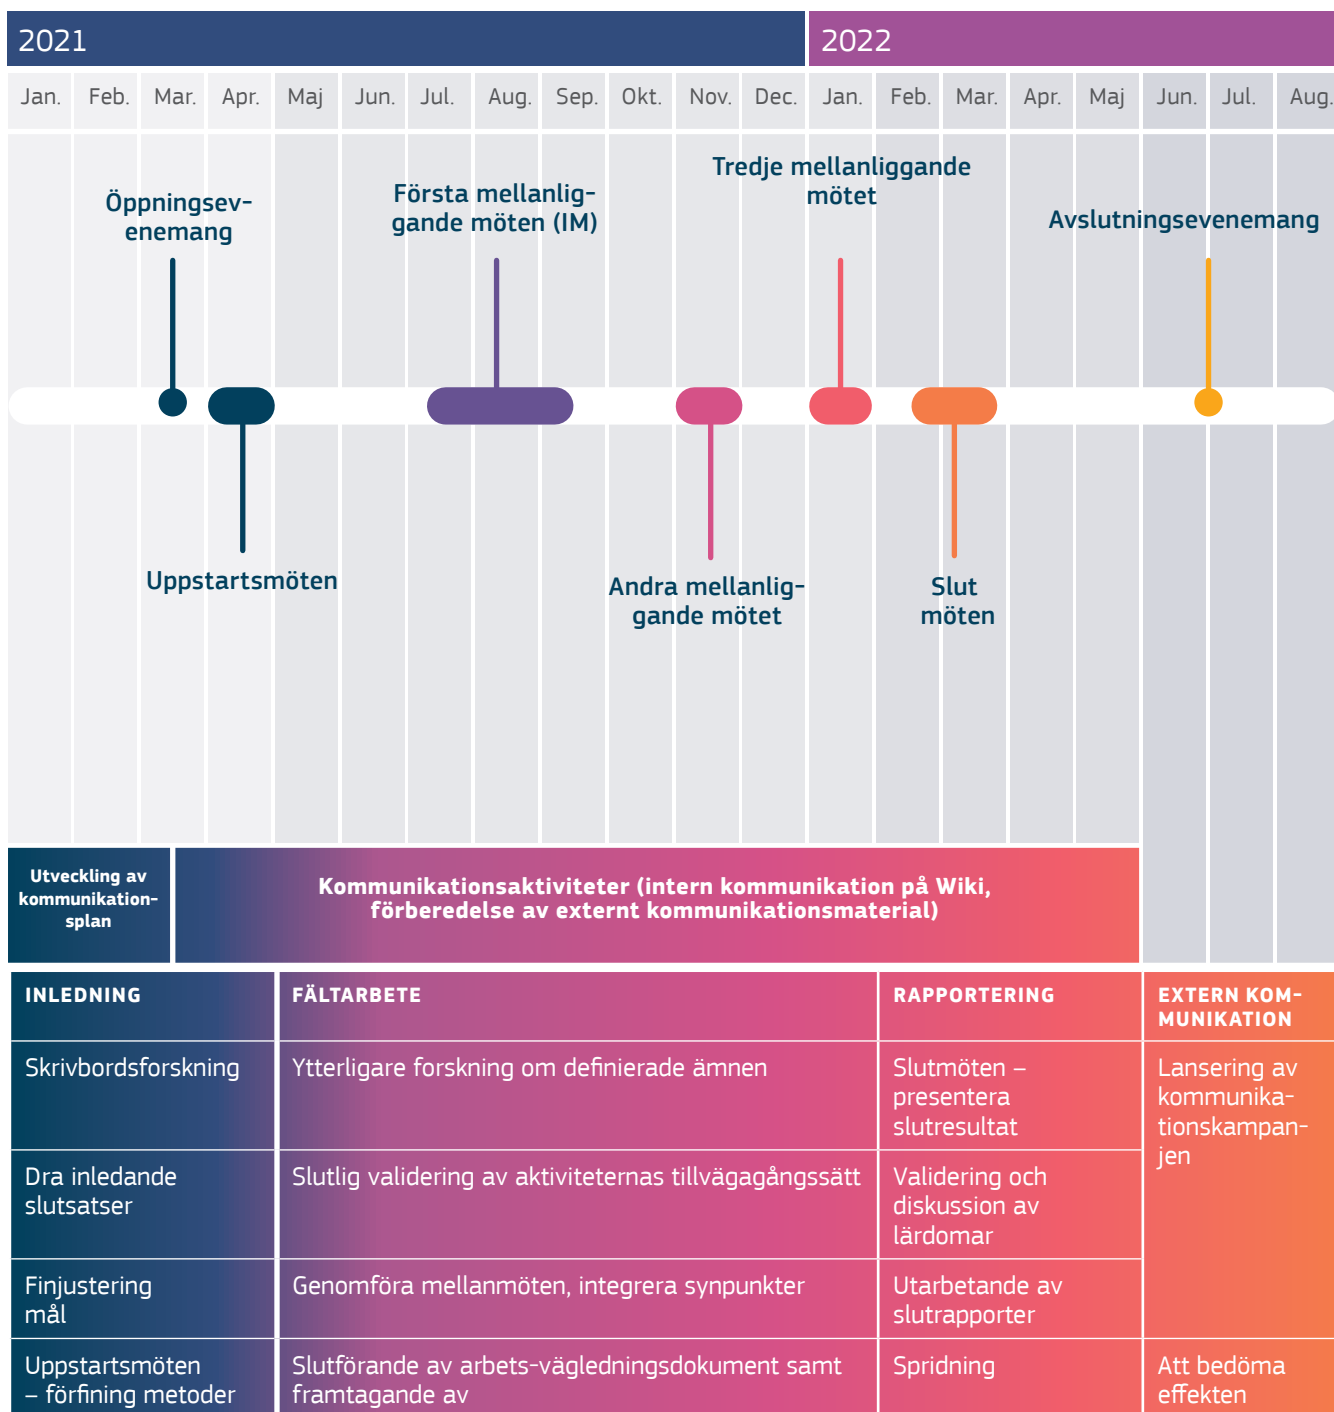 2021
2022
Jan. Feb. Mar. Apr. Maj Jun. Jul. Aug. Sep. Okt. Nov. Dec. Jan. Feb. Mar. Apr. Maj Jun. Jul. Aug.
Öppningsev-
enemang
Första mellanlig-
gande möten (IM)
Tredje mellanliggande
mötet
Avslutningsevenemang
Uppstartsmöten
Andra mellanlig-
gande mötet
Slut
möten
Utveckling av
kommunikation-
splan
Kommunikationsaktiviteter (intern kommunikation på Wiki,
förberedelse av externt kommunikationsmaterial)
INLEDNING
FÄLTARBETE
RAPPORTERING
EXTERN KOM-
MUNIKATION
Skrivbordsforskning
Ytterligare forskning om definierade ämnen
Slutmöten –
presentera
slutresultat
Lansering av
kommunika-
tionskampan-
jen
Dra inledande
slutsatser
Slutlig validering av aktiviteternas tillvägagångssätt
Validering och
diskussion av
lärdomar
Finjustering
mål
Genomföra mellanmöten, integrera synpunkter
Utarbetande av
slutrapporter
Uppstartsmöten
– förfining metoder
Slutförande av arbets-vägledningsdokument samt
framtagande av
Spridning
Att bedöma
effekten